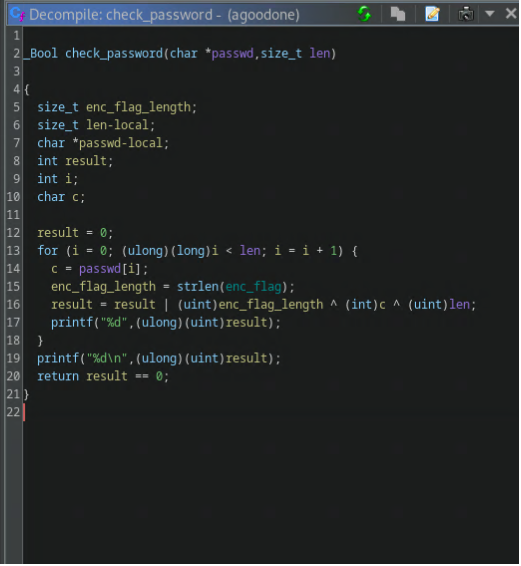 Decompile: check_password - (agoodone)
1
2 _Bool check_password(char *passwd,size_t len)
3
4 {
5 size_t enc_flag_length;
6 size_t len-local;
7 char *passwd-local;
8 int result;
9 int i;
10 char c;
11
12 result = 0;
13 for (i = 0; (ulong)(long)i < len; i = i + 1) {
14 c = passwd[i];
15 enc_flag_length = strlen(enc_flag);
16 result = result | (uint)enc_flag_length ^ (int)c ^ (uint)len;
17 printf("%d",(ulong)(uint)result);
18 }
19 printf("%d\n",(ulong)(uint)result);
20 return result == 0;
21 }
22